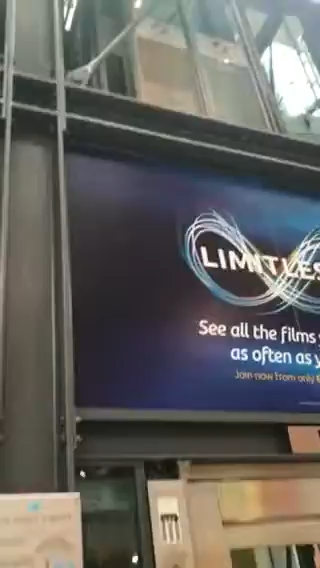 LIMITLES
See all the films
as often as y
Join now from only